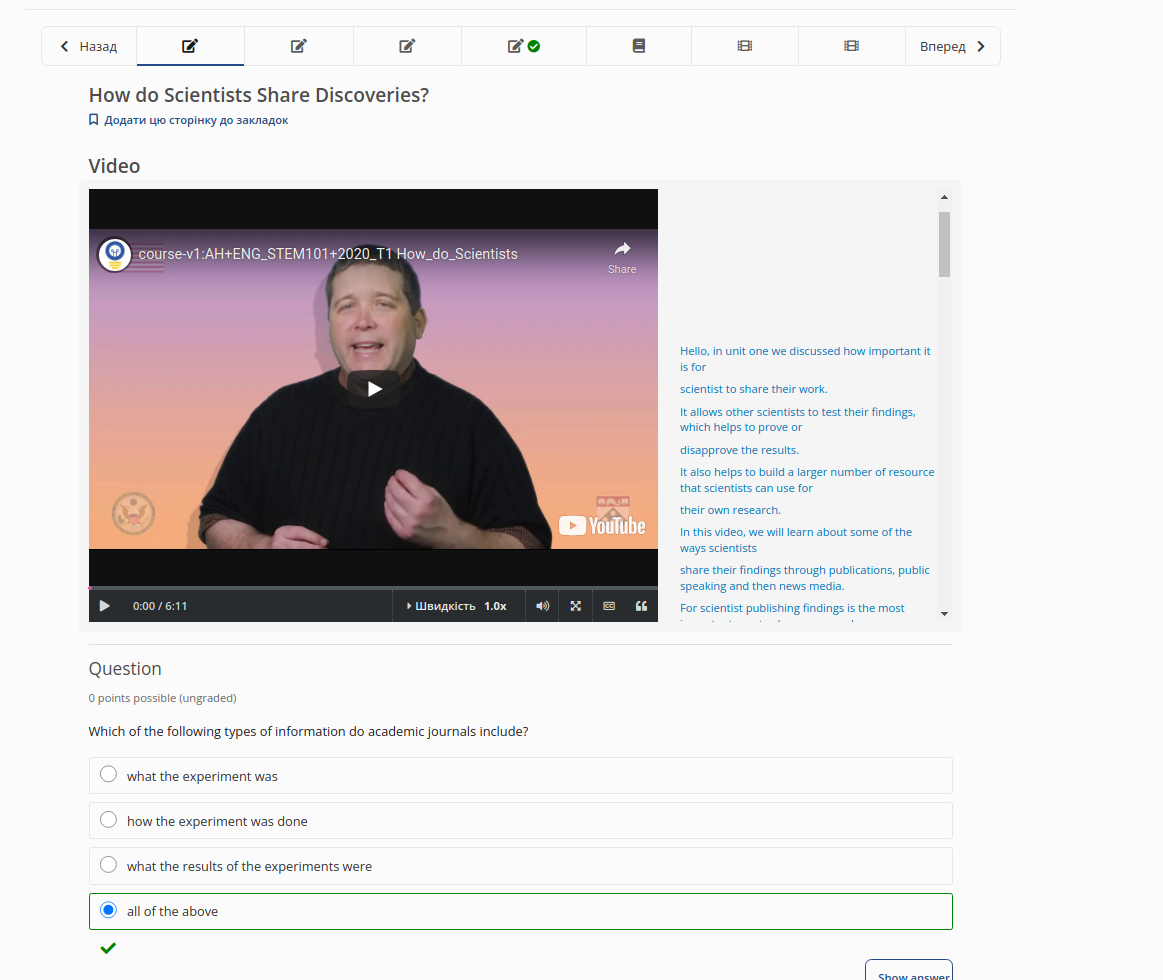 Назад
Вперед
How do Scientists Share Discoveries?
Додати цю сторінку до закладок
Video
course-v1:AH+ENG_STEM101+2020_T1 How_do_Scientists
Share
YouTube
0:00 / 6:11
Швидкість 1.0x
Hello, in unit one we discussed how important it
is for
scientist to share their work.
It allows other scientists to test their findings,
which helps to prove or
disapprove the results.
It also helps to build a larger number of resource
that scientists can use for
their own research.
In this video, we will learn about some of the
ways scientists
share their findings through publications, public
speaking and then news media.
For scientist publishing findings is the most
Question
0 points possible (ungraded)
Which of the following types of information do academic journals include?
what the experiment was
how the experiment was done
what the results of the experiments were
all of the above
Show answer